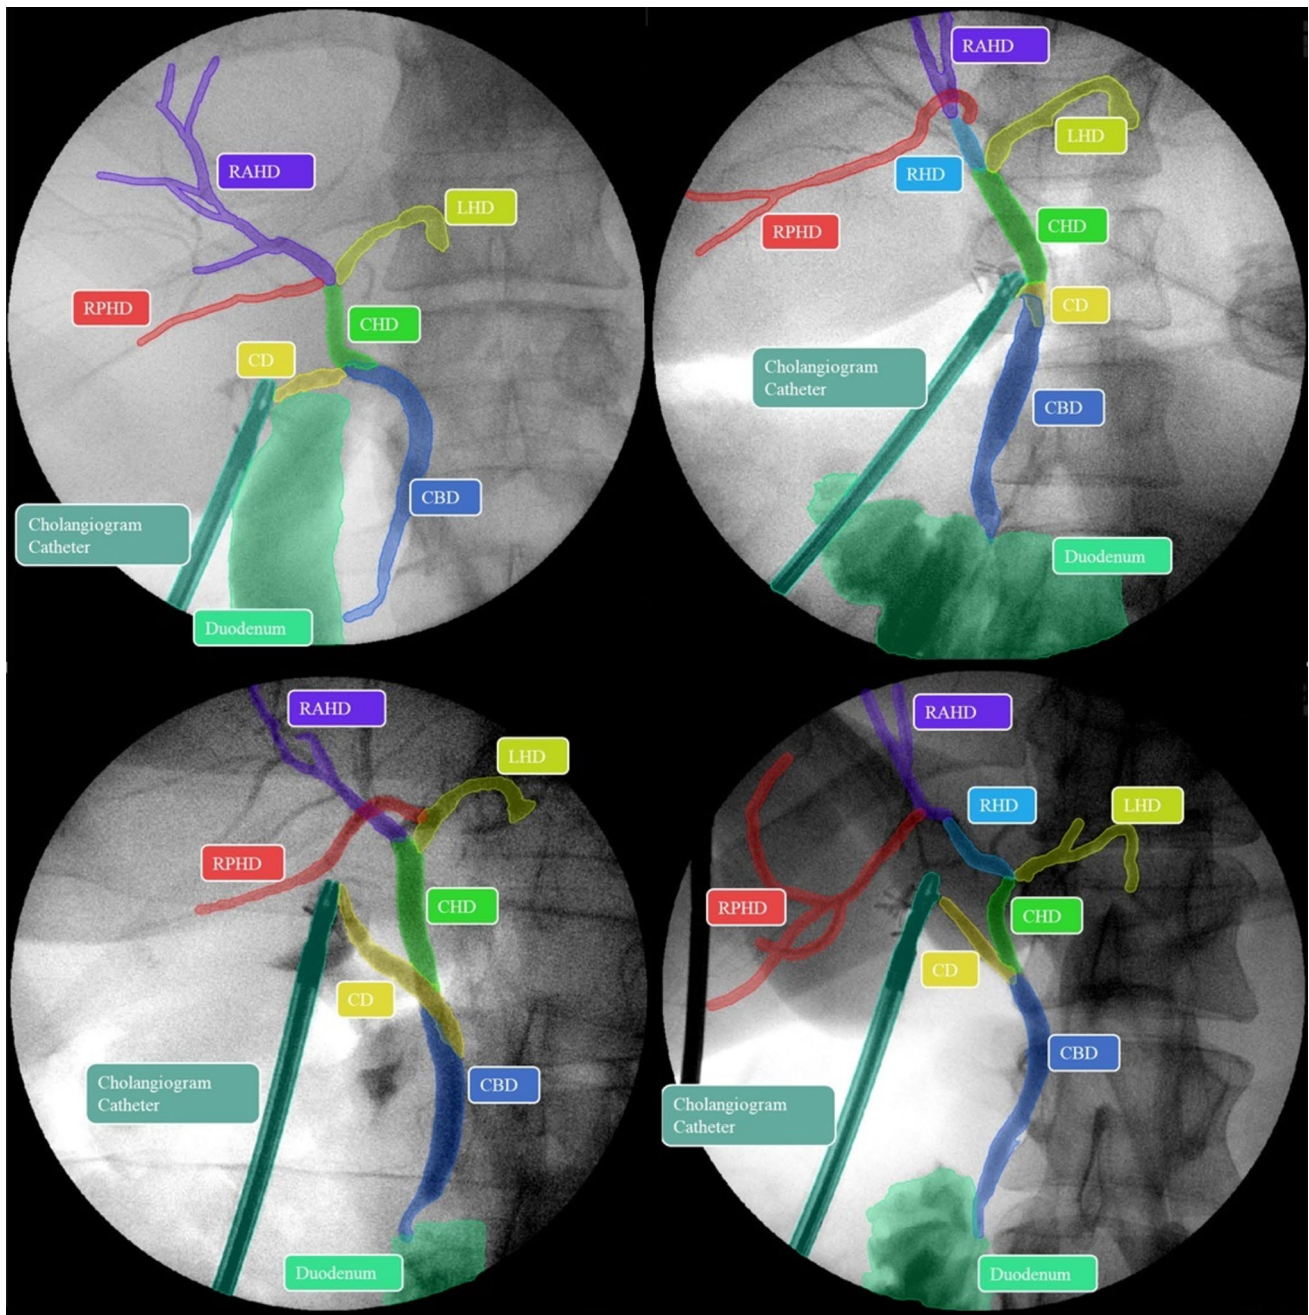 RAHD
LHD
RPHD
CHD
CD
CBD
Cholangiogram
Catheter
Duodenum
RAHD
LHD
RHD
CHD
RPHD
CD
Cholangiogram
Catheter
CBD
Duodenum
RAHD
LHD
RPHD
CHD
CD
CBD
Cholangiogram
Catheter
Duodenum
RAHD
RHD
LHD
RPHD
CHD
CD
CBD
Cholangiogram
Catheter
Duodenum